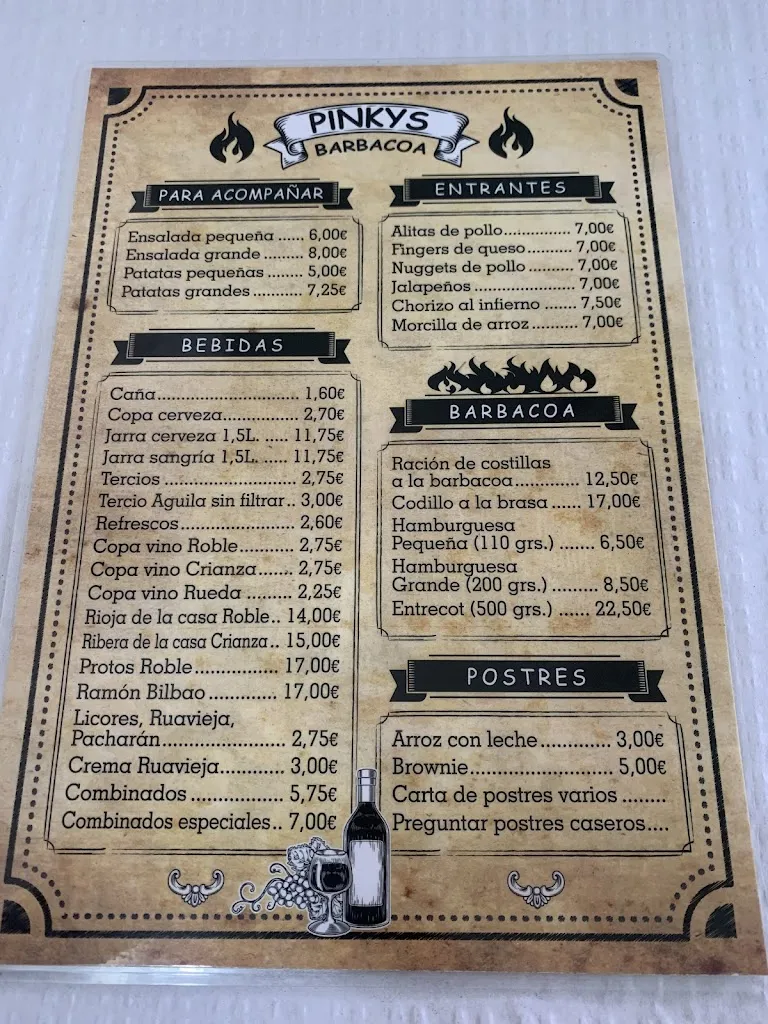 PINKYS
BARBACOA
PARA ACOMPAÑAR
Ensalada pequeña ...... 6,00€
Ensalada grande ....... 8,00€
Patatas pequeñas ........ 5,00€
Patatas grandes ........... 7,25€
BEBIDAS
Caña............................ 1,60€
Copa cerveza............... 2,70€
Jarra cerveza 1,5L. ..... 11,75€
Jarra sangría 1,5L. ..... 11,75€
Tercios ........................ 2,75€
Tercio Aguila sin filtrar.. 3,00€
Refrescos..................... 2,60€
Copa vino Roble........... 2,75€
Copa vino Crianza....... 2,75€
Copa vino Rueda ......... 2,25€
Rioja de la casa Roble.. 14,00€
Ribera de la casa Crianza.. 15,00€
Protos Roble................ 17,00€
Ramón Bilbao ............. 17,00€
Licores, Ruavieja,
Pacharán...................... 2,75€
Crema Ruavieja........... 3,00€
Combinados ................ 5,75€
Combinados especiales.. 7,00€
ENTRANTES
Alitas de pollo............... 7,00€
Fingers de queso.......... 7,00€
Nuggets de pollo .......... 7,00€
Jalapeños ..................... 7,00€
Chorizo al infierno ....... 7,50€
Morcilla de arroz.......... 7,00€
BARBACOA
Ración de costillas
a la barbacoa............. 12,50€
Codillo a la brasa ...... 17,00€
Hamburguesa
Pequeña (110 grs.) ....... 6,50€
Hamburguesa
Grande (200 grs.) ......... 8,50€
Entrecot (500 grs.) ...... 22,50€
POSTRES
Arroz con leche............ 3,00€
Brownie........................ 5,00€
Carta de postres varios ........
Preguntar postres caseros....